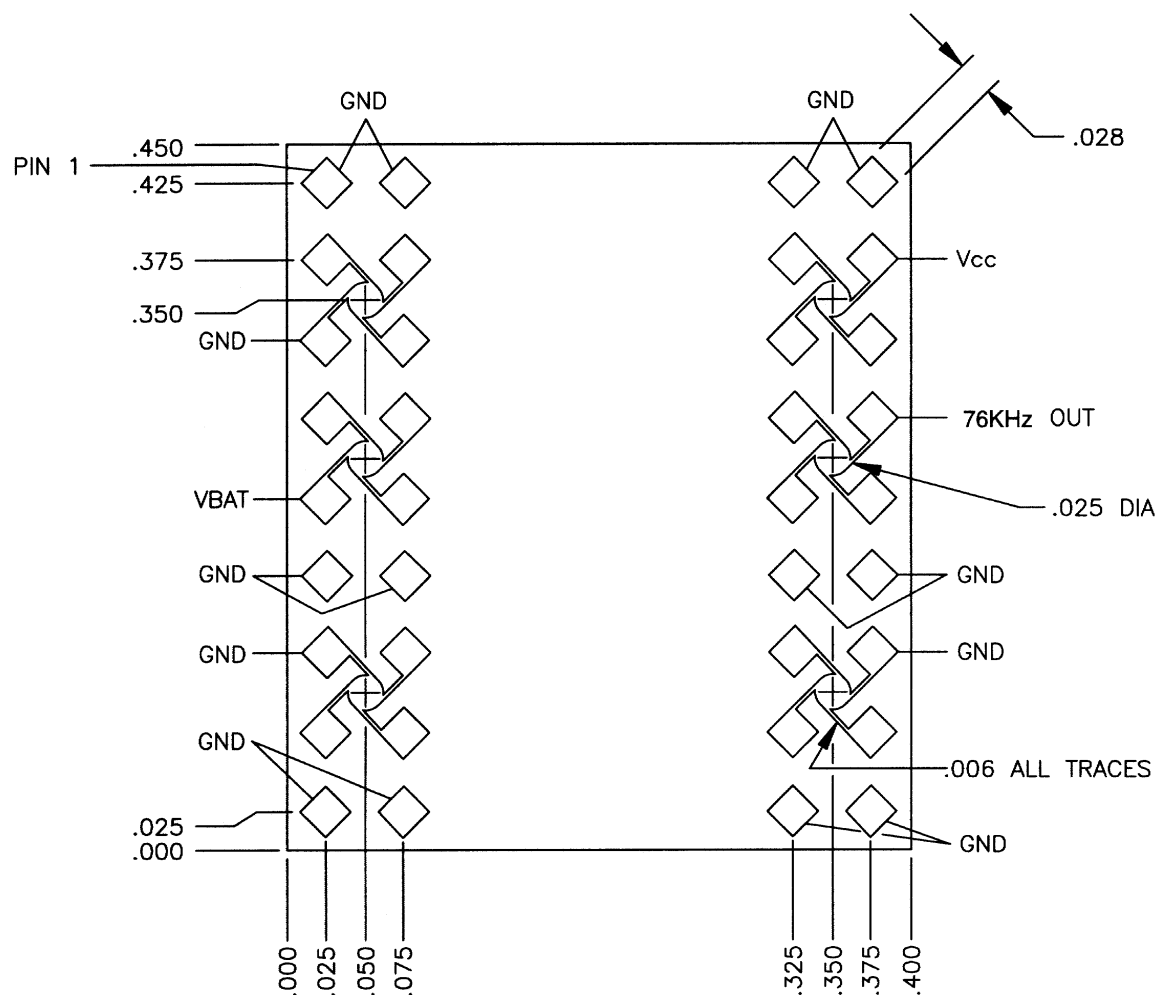 GND
GND
.028
.450
PIN 1
.425
.375
Vcc
.350
GND
76KHz OUT
VBAT
.025 DIA
GND
GND
GND
GND
GND
.006 ALL TRACES
.025
.000
GND
.000
.025
.050
.075
.325
.350
.375
.400